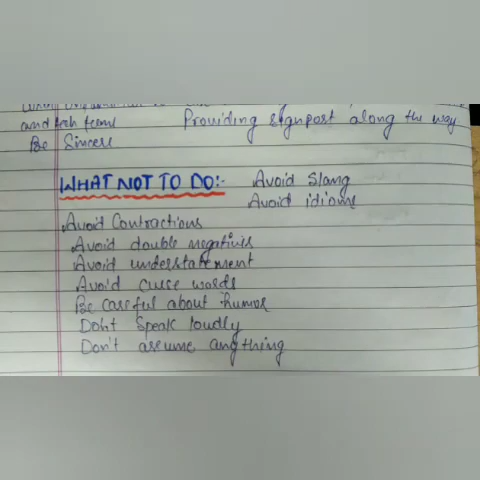 and tech terms Providing signpost along the way
Be Sincere
WHAT NOT TO DO:- Avoid Slang
Avoid idioms
Avoid Contractions
Avoid double negatives
Avoid understatement
Avoid curse words
Be careful about humor
Don't Speak loudly
Don't assume anything